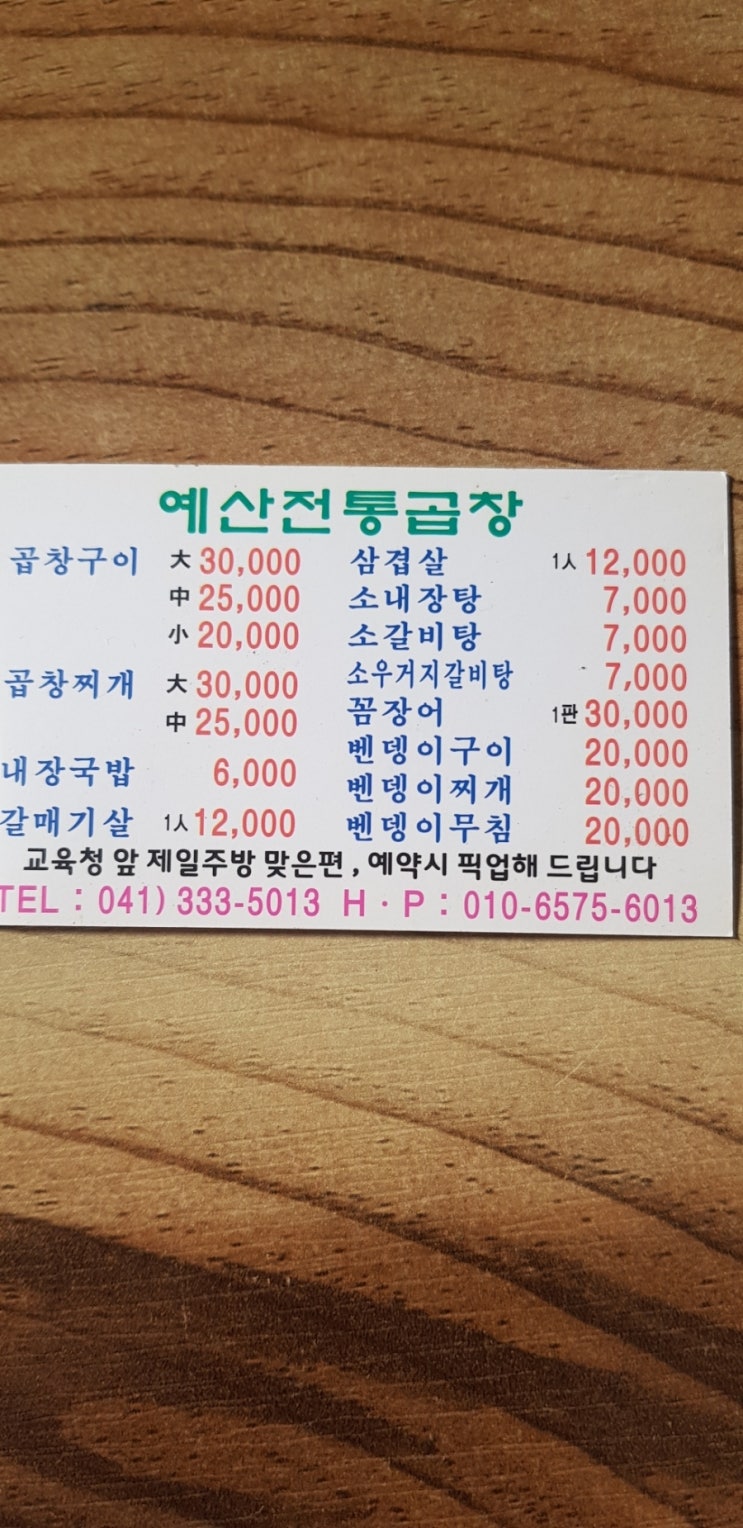 예산전통곱창
곱창구이 大 30,000
中 25,000
小 20,000
곱창찌개 大 30,000
中 25,000
내장국밥 6,000
갈매기살 1人 12,000
삼겹살 1人 12,000
소내장탕 7,000
소갈비탕 7,000
소우거지갈비탕 7,000
꼼장어 1판 30,000
벤뎅이구이 20,000
벤뎅이찌개 20,000
벤뎅이무침 20,000
교육청 앞 제일주방 맞은편, 예약시 픽업해 드립니다
TEL : 041) 333-5013 H · P : 010-6575-6013